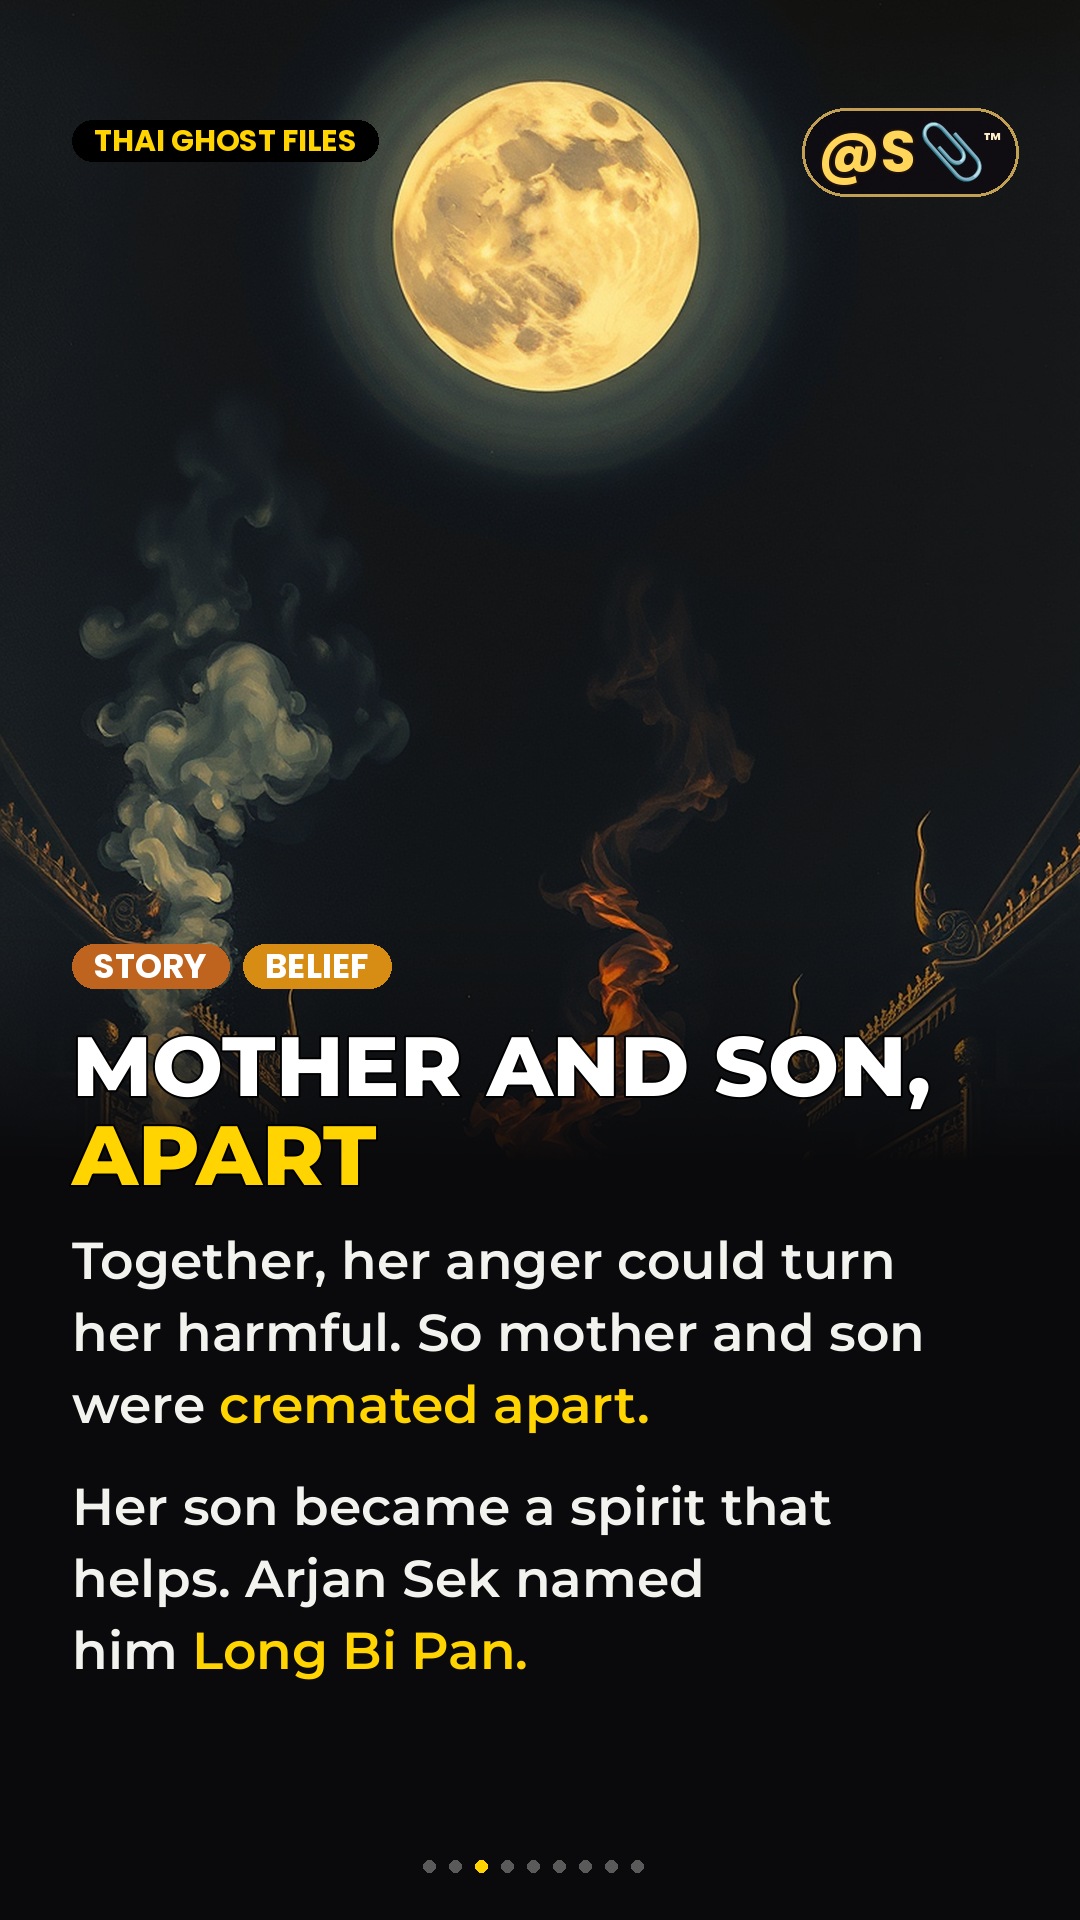 THAI GHOST FILES
@S📎™
STORY BELIEF
MOTHER AND SON,
APART
Together, her anger could turn
her harmful. So mother and son
were cremated apart.
Her son became a spirit that
helps. Arjan Sek named
him Long Bi Pan.